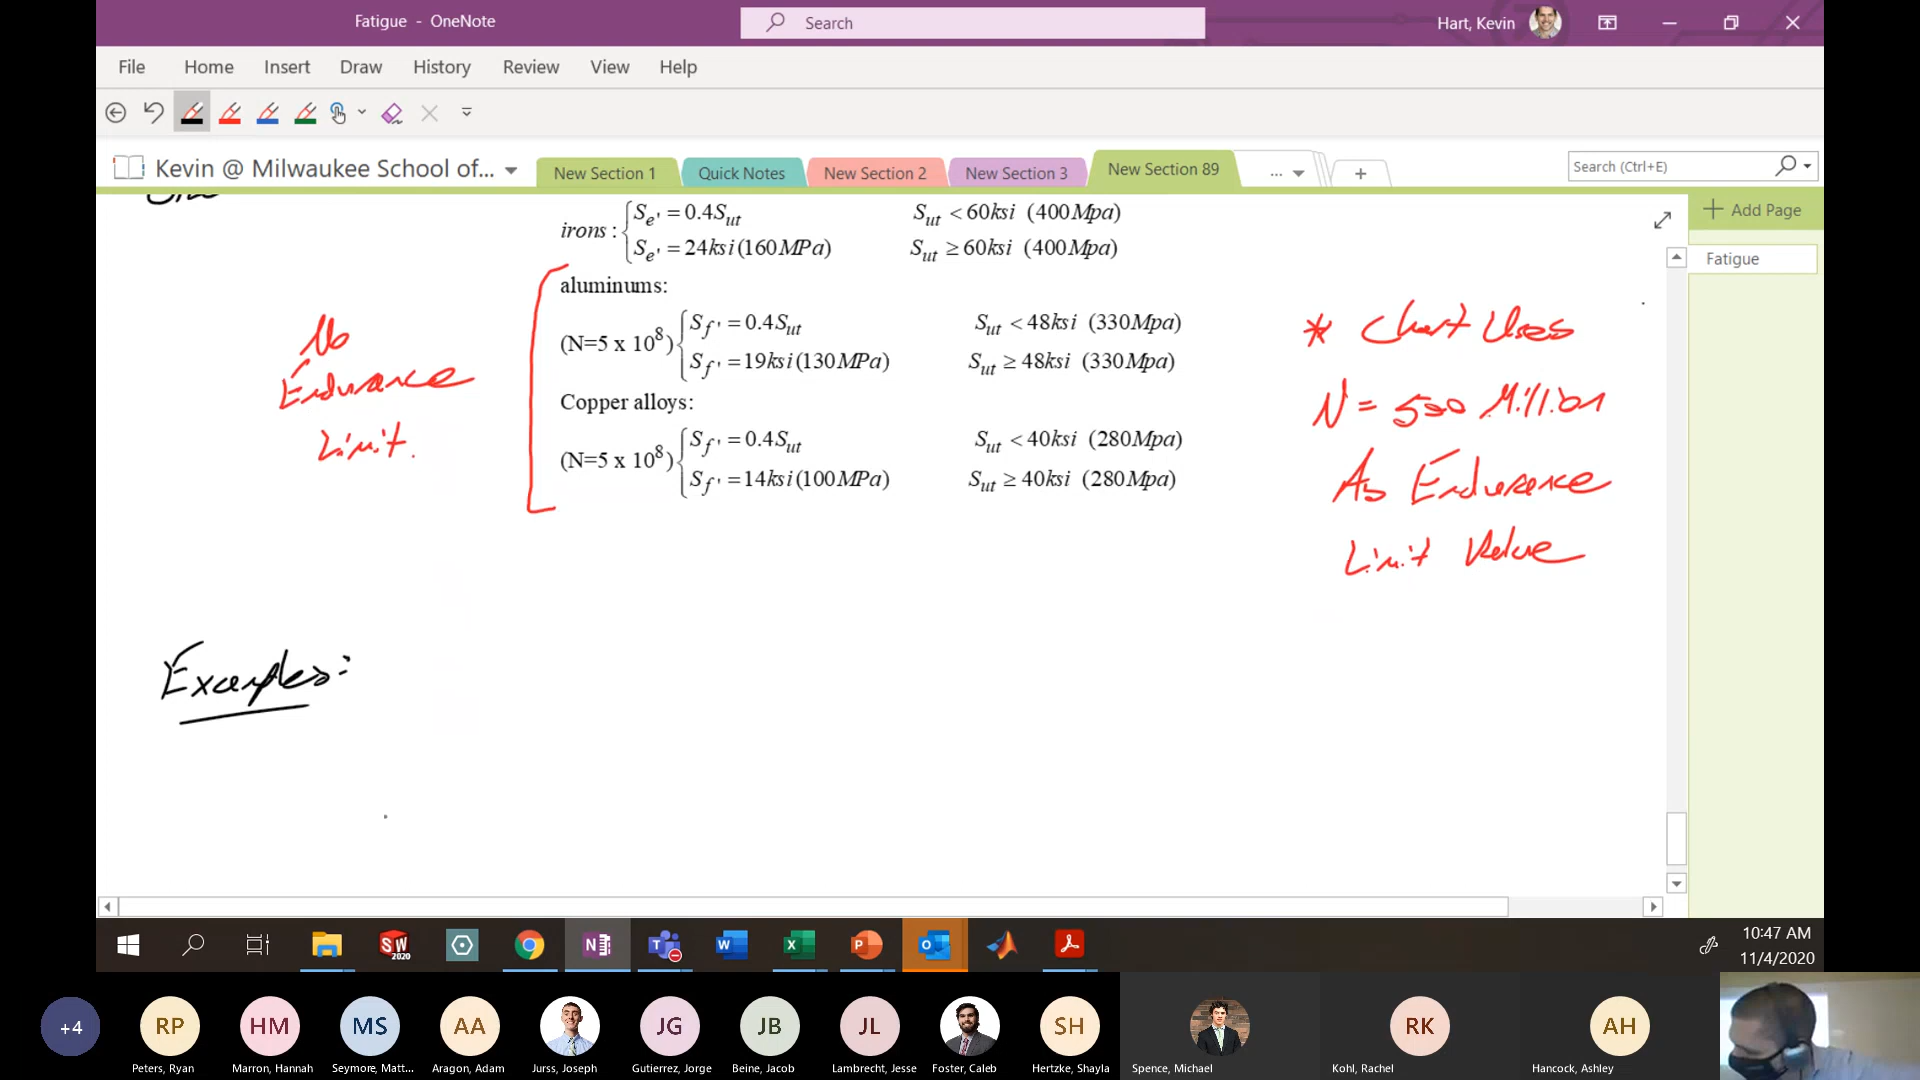 Fatigue - OneNote
Search
Hart, Kevin
File Home Insert Draw History Review View Help
Kevin @ Milwaukee School of...
New Section 1
Quick Notes
New Section 2
New Section 3
New Section 89
...
Search (Ctrl+E)
Add Page
Fatigue
irons :
Se' = 0.4Sut Sut < 60ksi (400Mpa)
Se' = 24ksi(160MPa) Sut ≥ 60ksi (400Mpa)
aluminums:
(N=5 x 10^8)
Sf' = 0.4Sut Sut < 48ksi (330Mpa)
Sf' = 19ksi(130MPa) Sut ≥ 48ksi (330Mpa)
Copper alloys:
(N=5 x 10^8)
Sf' = 0.4Sut Sut < 40ksi (280Mpa)
Sf' = 14ksi(100MPa) Sut ≥ 40ksi (280Mpa)
No
Endurance
Limit.
* Chart Uses
N = 500 Million
As Endurance
Limit Value
Examples:
SW
2020
10:47 AM
11/4/2020
+4
RP
HM
MS
AA
JG
JB
JL
SH
RK
AH
Peters, Ryan
Marron, Hannah
Seymore, Matt...
Aragon, Adam
Jurss, Joseph
Gutierrez, Jorge
Beine, Jacob
Lambrecht, Jesse
Foster, Caleb
Hertzke, Shayla
Spence, Michael
Kohl, Rachel
Hancock, Ashley